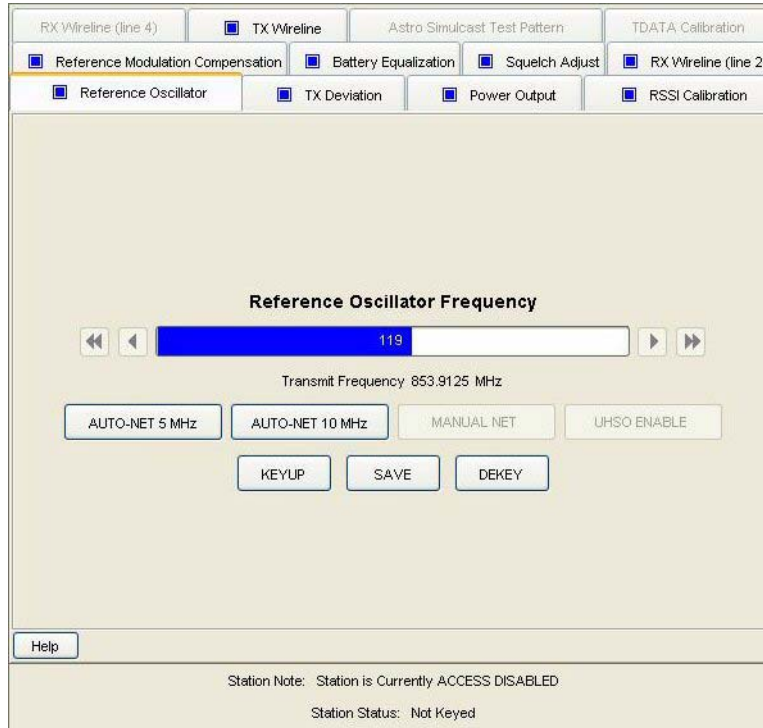 RX Wireline (line 4) TX Wireline Astro Simulcast Test Pattern TDATA Calibration
Reference Modulation Compensation Battery Equalization Squelch Adjust RX Wireline (line 2
Reference Oscillator TX Deviation Power Output RSSI Calibration
Reference Oscillator Frequency
119
Transmit Frequency 853.9125 MHz
AUTO-NET 5 MHz AUTO-NET 10 MHz MANUAL NET UHSO ENABLE
KEYUP SAVE DEKEY
Help
Station Note: Station is Currently ACCESS DISABLED
Station Status: Not Keyed